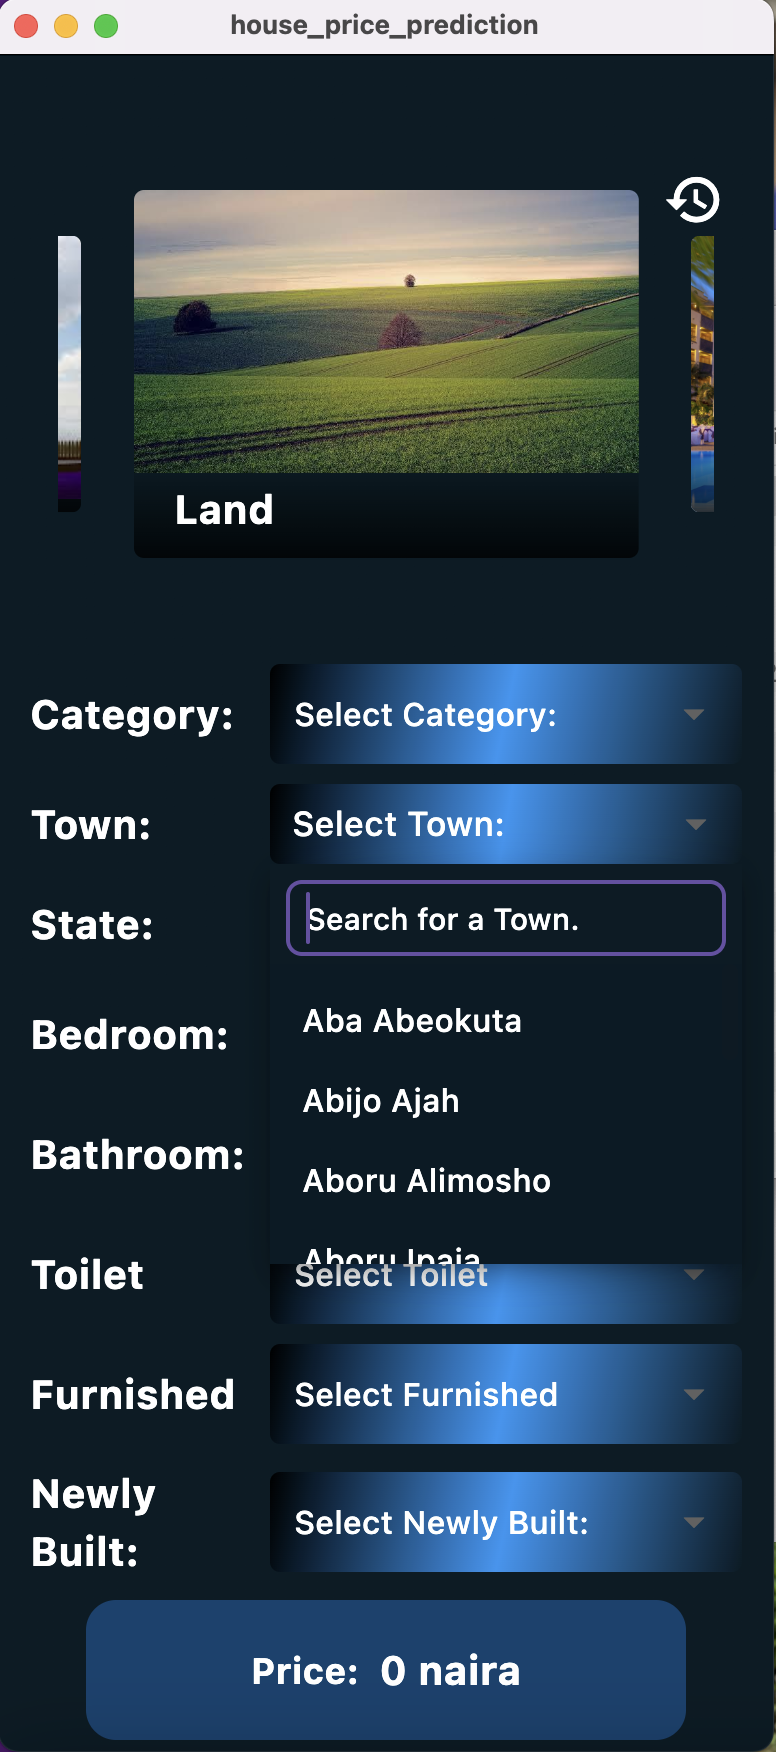 house_price_prediction
Land
Category:
Select Category:
Town:
Select Town:
Search for a Town.
State:
Aba Abeokuta
Bedroom:
Abijo Ajah
Bathroom:
Aboru Alimosho
Aboru Ipaja
Toilet
Select Toilet
Furnished
Select Furnished
Newly
Built:
Select Newly Built:
Price: 0 naira